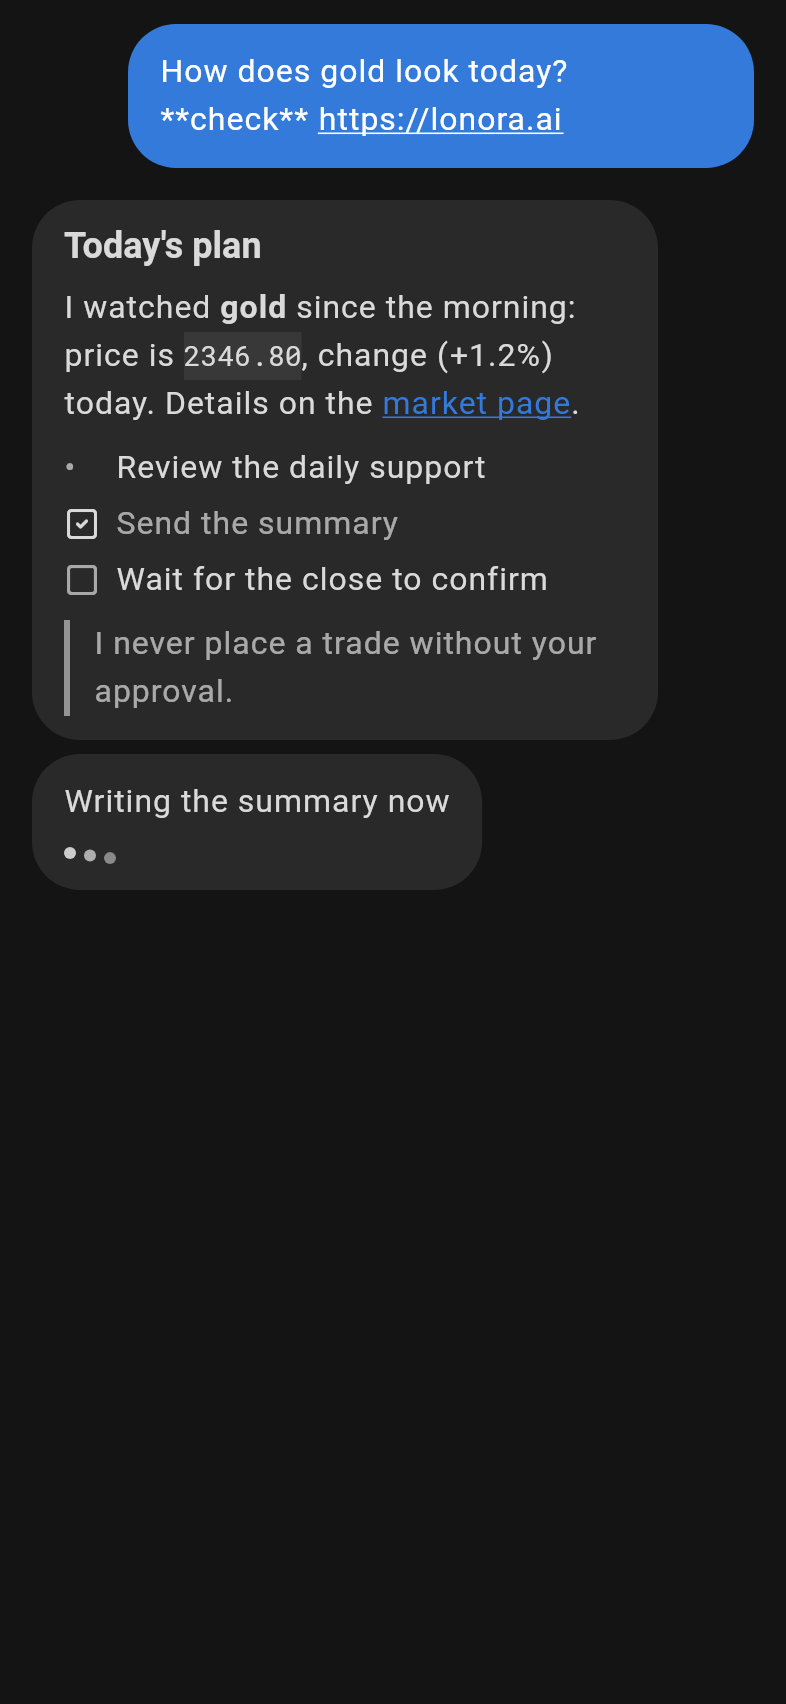 How does gold look today?
**check** https://lonora.ai
Today's plan
I watched gold since the morning:
price is 2346.80, change (+1.2%)
today. Details on the market page.
• Review the daily support
Send the summary
Wait for the close to confirm
I never place a trade without your
approval.
Writing the summary now